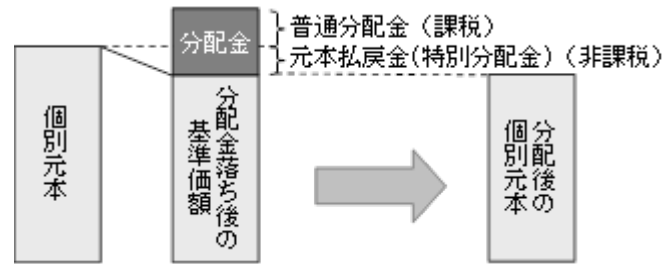 分配金
普通分配金（課税）
元本払戻金(特別分配金)（非課税）
個別元本
分配金落ち後の
基準価額
分配後の
個別元本